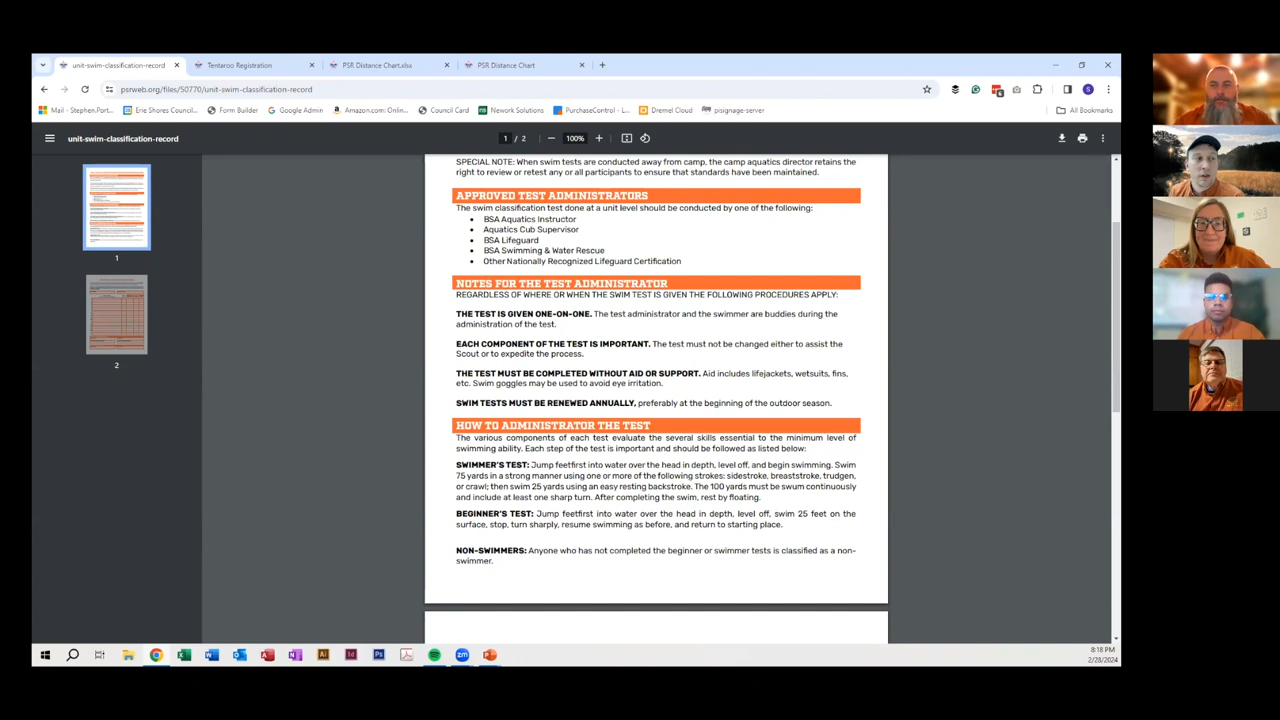 unit-swim-classification-record
Tentaroo Registration
PSR Distance Chart.xlsx
PSR Distance Chart
psrweb.org/files/50770/unit-swim-classification-record
Mail - Stephen.Port...
Erie Shores Council...
Form Builder
Google Admin
Amazon.com: Onlin...
Council Card
Nework Solutions
PurchaseControl - L...
Dremel Cloud
pisignage-server
All Bookmarks
unit-swim-classification-record
1 / 2
100%
SPECIAL NOTE: When swim tests are conducted away from camp, the camp aquatics director retains the
right to review or retest any or all participants to ensure that standards have been maintained.
APPROVED TEST ADMINISTRATORS
The swim classification test done at a unit level should be conducted by one of the following:
• BSA Aquatics Instructor
• Aquatics Cub Supervisor
• BSA Lifeguard
• BSA Swimming & Water Rescue
• Other Nationally Recognized Lifeguard Certification
NOTES FOR THE TEST ADMINISTRATOR
REGARDLESS OF WHERE OR WHEN THE SWIM TEST IS GIVEN THE FOLLOWING PROCEDURES APPLY:
THE TEST IS GIVEN ONE-ON-ONE. The test administrator and the swimmer are buddies during the
administration of the test.
EACH COMPONENT OF THE TEST IS IMPORTANT. The test must not be changed either to assist the
Scout or to expedite the process.
THE TEST MUST BE COMPLETED WITHOUT AID OR SUPPORT. Aid includes lifejackets, wetsuits, fins,
etc. Swim goggles may be used to avoid eye irritation.
SWIM TESTS MUST BE RENEWED ANNUALLY, preferably at the beginning of the outdoor season.
HOW TO ADMINISTRATOR THE TEST
The various components of each test evaluate the several skills essential to the minimum level of
swimming ability. Each step of the test is important and should be followed as listed below:
SWIMMER'S TEST: Jump feetfirst into water over the head in depth, level off, and begin swimming. Swim
75 yards in a strong manner using one or more of the following strokes: sidestroke, breaststroke, trudgen,
or crawl; then swim 25 yards using an easy resting backstroke. The 100 yards must be swum continuously
and include at least one sharp turn. After completing the swim, rest by floating.
BEGINNER'S TEST: Jump feetfirst into water over the head in depth, level off, swim 25 feet on the
surface, stop, turn sharply, resume swimming as before, and return to starting place.
NON-SWIMMERS: Anyone who has not completed the beginner or swimmer tests is classified as a non-
swimmer.
1
2
8:18 PM
2/28/2024